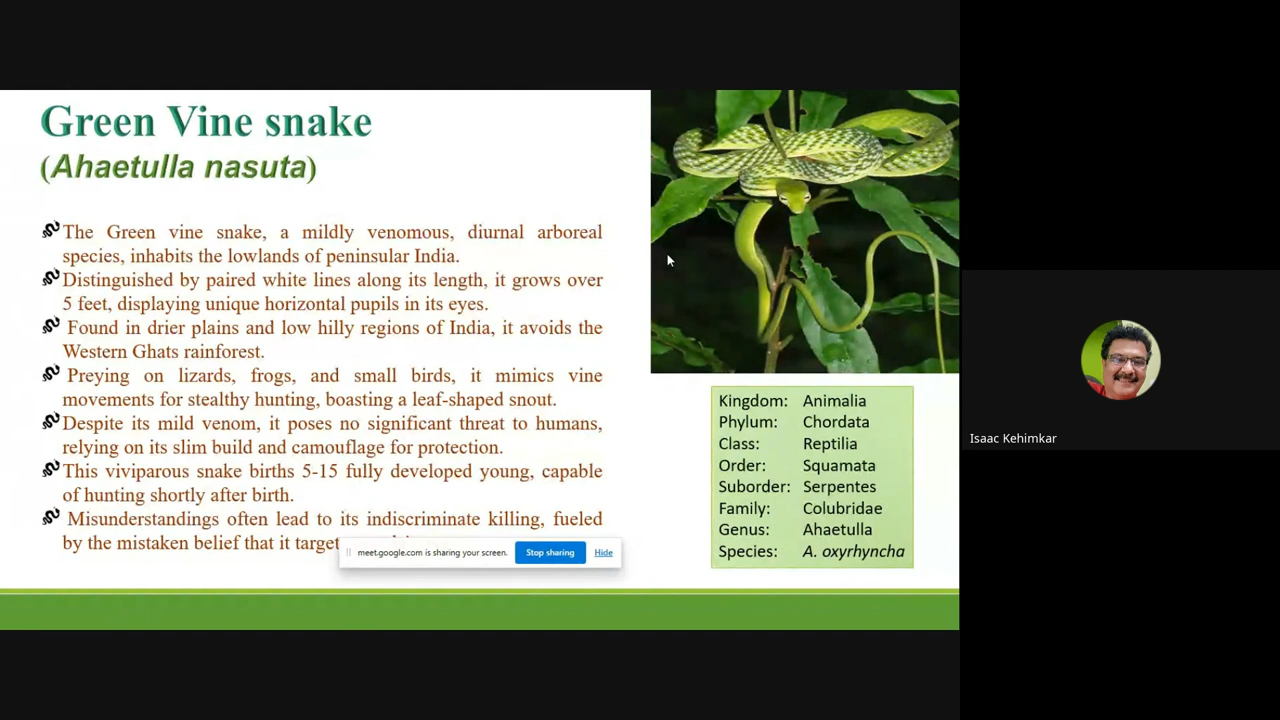 Green Vine snake
(Ahaetulla nasuta)
The Green vine snake, a mildly venomous, diurnal arboreal
species, inhabits the lowlands of peninsular India.
Distinguished by paired white lines along its length, it grows over
5 feet, displaying unique horizontal pupils in its eyes.
Found in drier plains and low hilly regions of India, it avoids the
Western Ghats rainforest.
Preying on lizards, frogs, and small birds, it mimics vine
movements for stealthy hunting, boasting a leaf-shaped snout.
Despite its mild venom, it poses no significant threat to humans,
relying on its slim build and camouflage for protection.
This viviparous snake births 5-15 fully developed young, capable
of hunting shortly after birth.
Misunderstandings often lead to its indiscriminate killing, fueled
by the mistaken belief that it target
meet.google.com is sharing your screen. Stop sharing Hide
Kingdom: Animalia
Phylum: Chordata
Class: Reptilia
Order: Squamata
Suborder: Serpentes
Family: Colubridae
Genus: Ahaetulla
Species: A. oxyrhyncha
Isaac Kehimkar